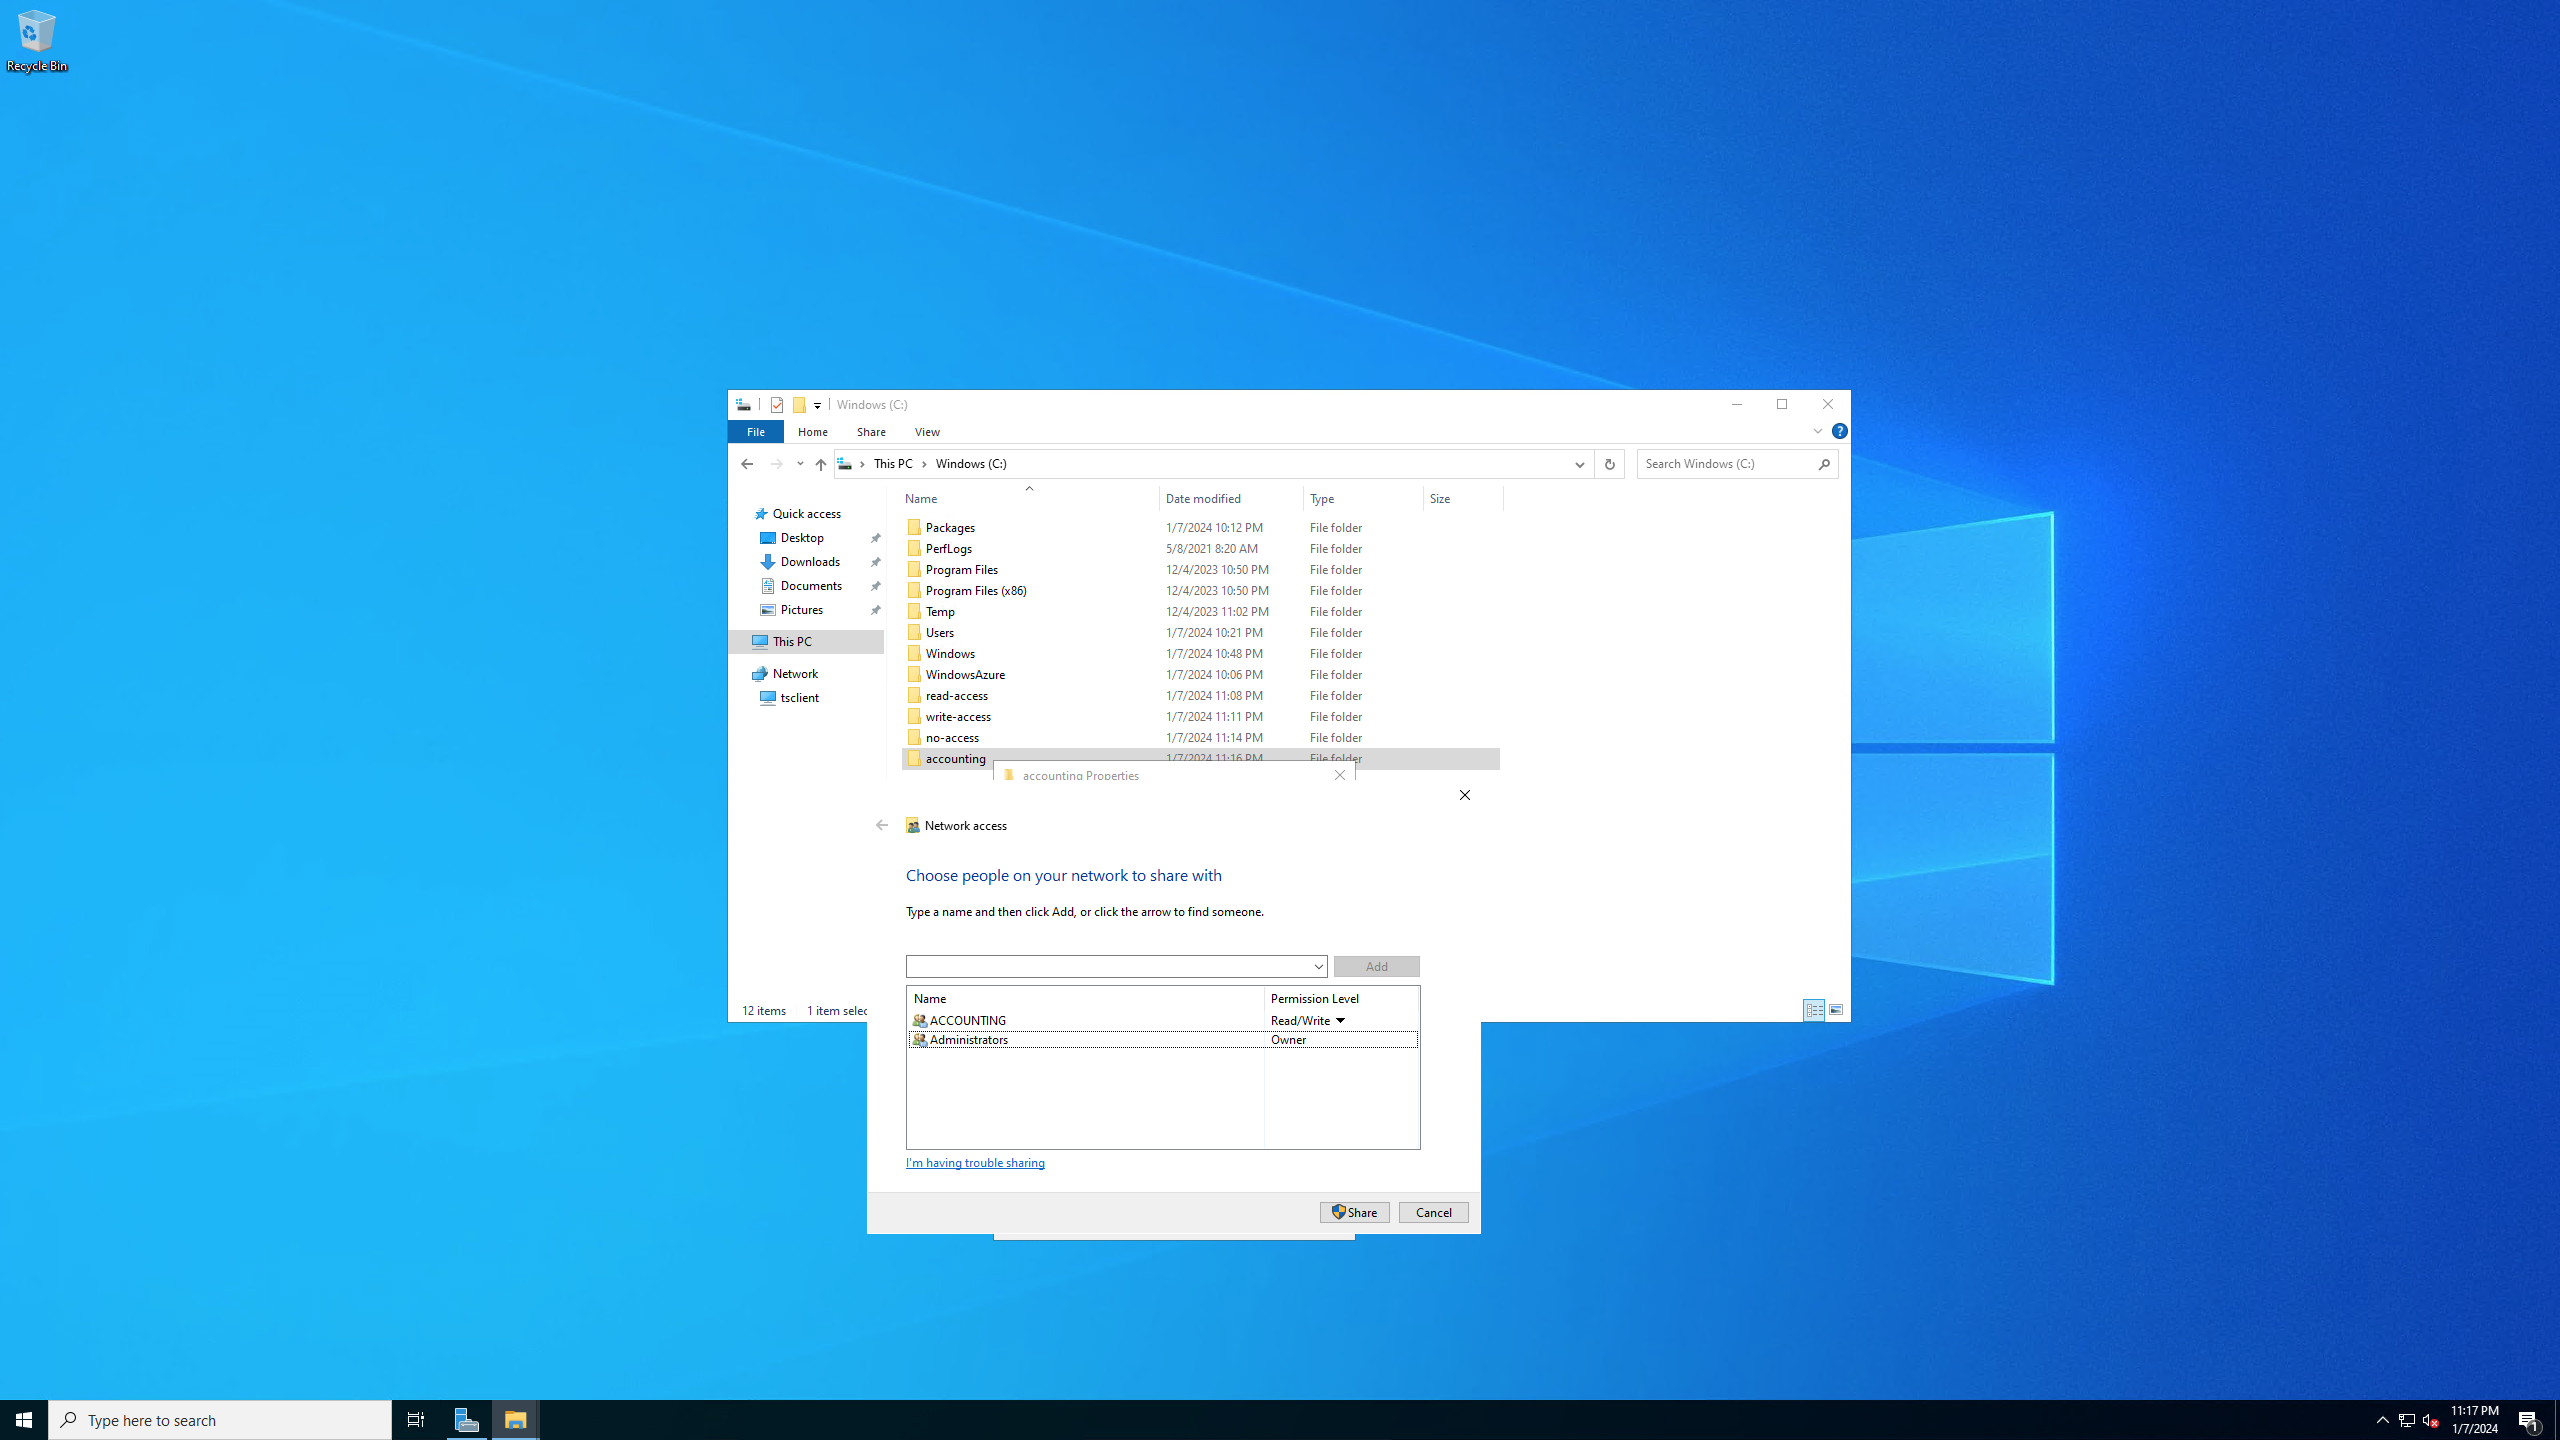 Recycle Bin
Windows (C:)
File Home Share View
This PC Windows (C:) Search Windows (C:)
Name Date modified Type Size
Quick access
Desktop
Downloads
Documents
Pictures
This PC
Network
tsclient
Packages 1/7/2024 10:12 PM File folder
PerfLogs 5/8/2021 8:20 AM File folder
Program Files 12/4/2023 10:50 PM File folder
Program Files (x86) 12/4/2023 10:50 PM File folder
Temp 12/4/2023 11:02 PM File folder
Users 1/7/2024 10:21 PM File folder
Windows 1/7/2024 10:48 PM File folder
WindowsAzure 1/7/2024 10:06 PM File folder
read-access 1/7/2024 11:08 PM File folder
write-access 1/7/2024 11:11 PM File folder
no-access 1/7/2024 11:14 PM File folder
accounting 1/7/2024 11:16 PM File folder
accounting Properties
Network access
Choose people on your network to share with
Type a name and then click Add, or click the arrow to find someone.
Add
Name Permission Level
ACCOUNTING Read/Write
Administrators Owner
I'm having trouble sharing
Share Cancel
12 items 1 item selec
Type here to search
11:17 PM
1/7/2024
1